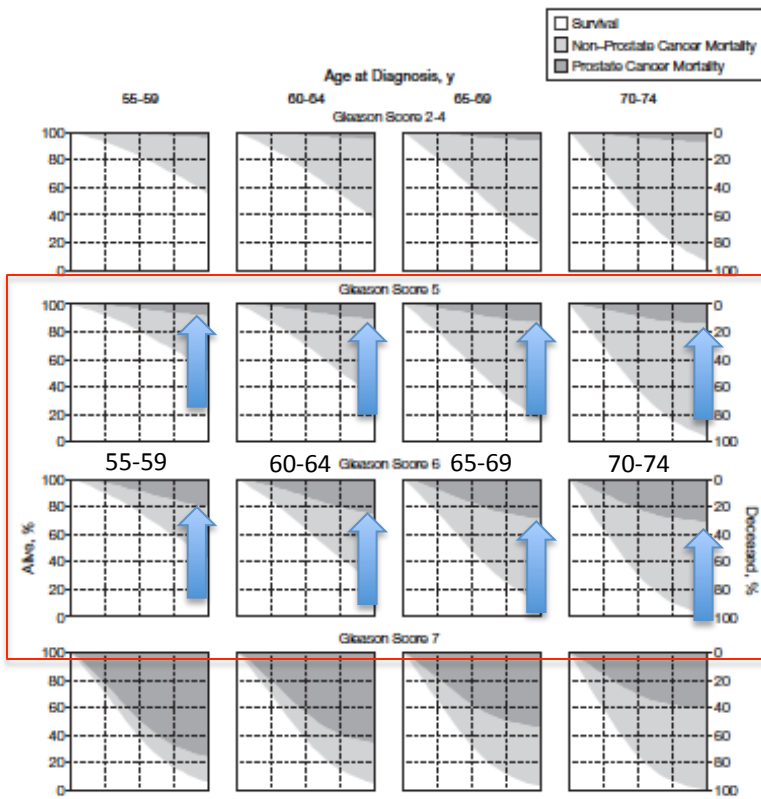 Survival
Non–Prostate Cancer Mortality
Prostate Cancer Mortality
Age at Diagnosis, y
55-59 60-64 65-69 70-74
Gleason Score 2-4
100 0
80 20
60 40
40 60
20 80
0 100
Gleason Score 5
100 0
80 20
60 40
40 60
20 80
0 100
55-59 60-64 Gleason Score 6 65-69 70-74
100 0
80 20
60 40
40 60
20 80
0 100
Alive, %
Deceased, %
Gleason Score 7
100 0
80 20
60 40
40 60
20 80
0 100